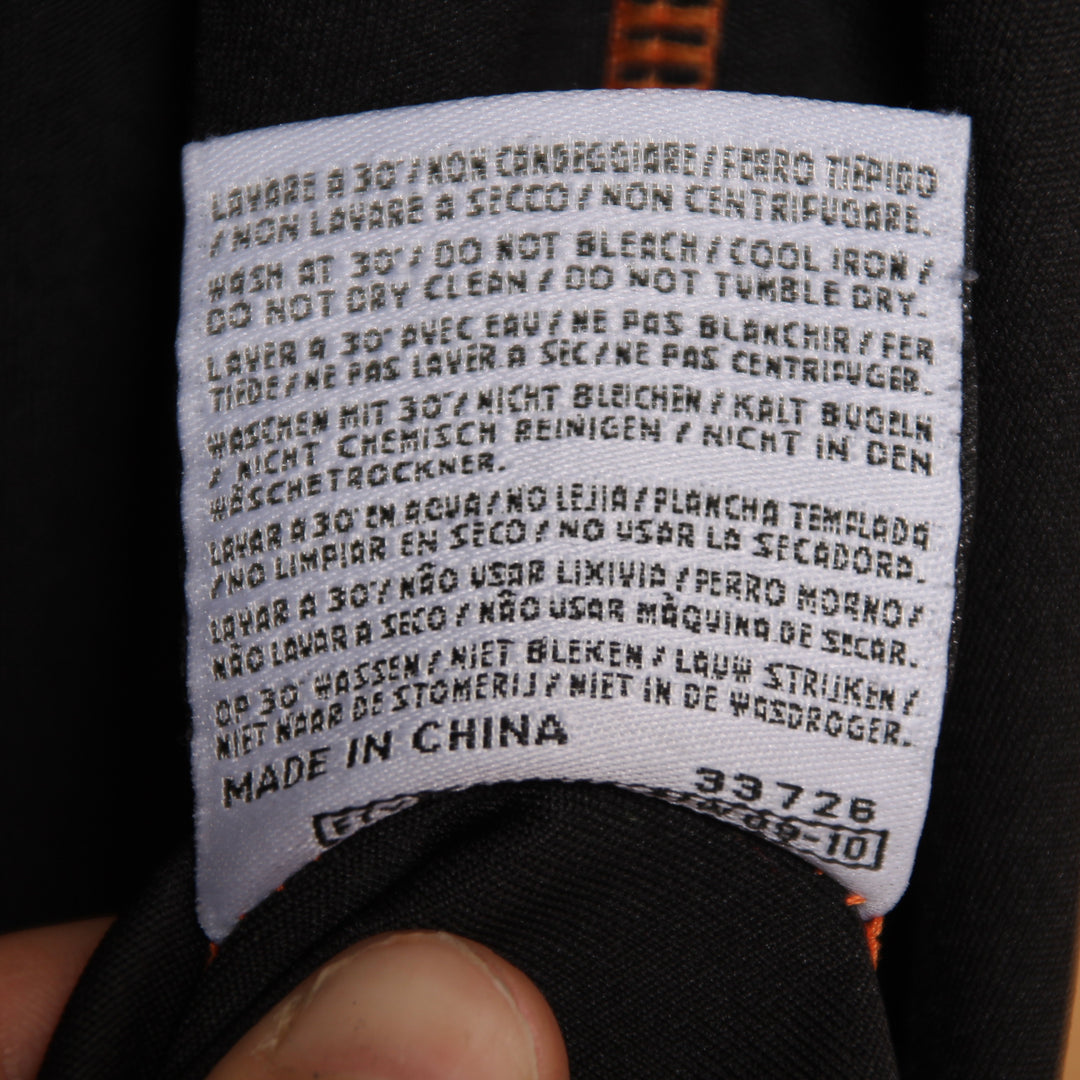 LAVARE A 30°/NON CANDEGGIARE/FERRO TIEPIDO
/NON LAVARE A SECCO/NON CENTRIFUGARE.
WASH AT 30°/DO NOT BLEACH/COOL IRON/
DO NOT DRY CLEAN/DO NOT TUMBLE DRY.
LAVER A 30° AVEC EAU/NE PAS BLANCHIR/FER
TIEDE/NE PAS LAVER A SEC/NE PAS CENTRIFUGER.
WASCHEN MIT 30°/NICHT BLEICHEN/KALT BUGELN
/NICHT CHEMISCH REINIGEN/NICHT IN DEN
WÄSCHETROCKNER.
LAVAR A 30° EN AGUA/NO LEJIA/PLANCHA TEMPLADA
/NO LIMPIAR EN SECO/NO USAR LA SECADORA.
LAVAR A 30°/NÃO USAR LIXIVIA/FERRO MORNO/
NÃO LAVAR A SECO/NÃO USAR MÀQUINA DE SECAR.
OP 30° WASSEN/NIET BLEKEN/LAUW STRIJKEN/
NIET NAAR DE STOMERIJ/NIET IN DE WASDROGER.
MADE IN CHINA
33726
09-10